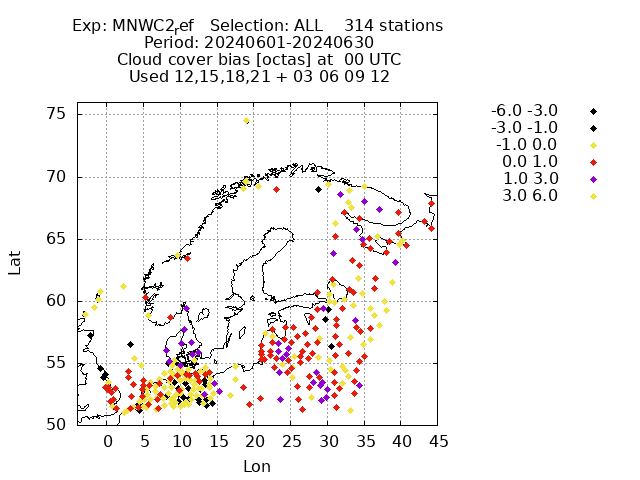 Exp: MNWC2ref Selection: ALL 314 stations
Period: 20240601-20240630
Cloud cover bias [octas] at 00 UTC
Used 12,15,18,21 + 03 06 09 12
-6.0 -3.0
-3.0 -1.0
-1.0 0.0
0.0 1.0
1.0 3.0
3.0 6.0
75
70
65
60
55
50
Lat
0 5 10 15 20 25 30 35 40 45
Lon